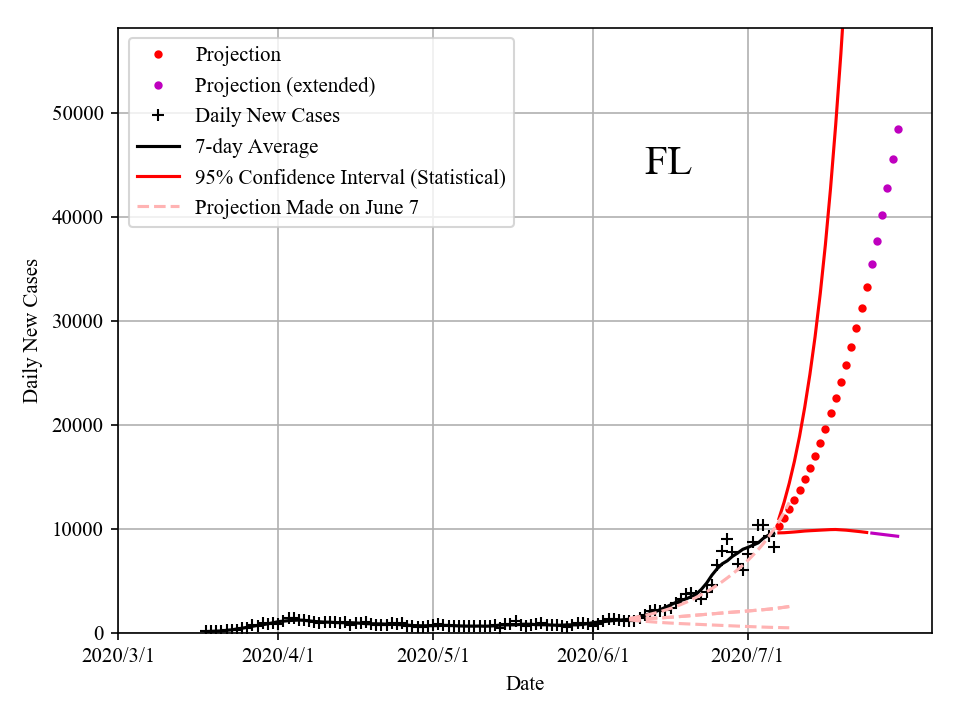 Projection
Projection (extended)
Daily New Cases
7-day Average
95% Confidence Interval (Statistical)
Projection Made on June 7
FL
50000
40000
30000
20000
10000
0
Daily New Cases
2020/3/1 2020/4/1 2020/5/1 2020/6/1 2020/7/1
Date